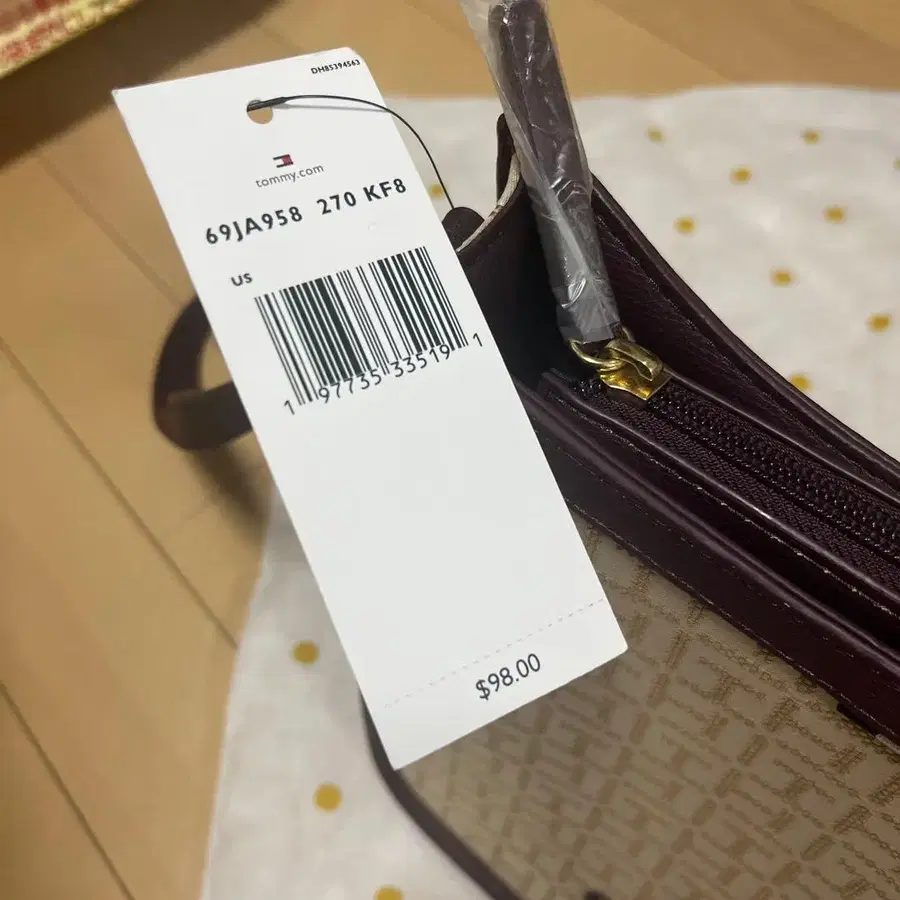 DH85394563
tommy.com
69JA958 270 KF8
US
1 97735 33519 1
$98.00